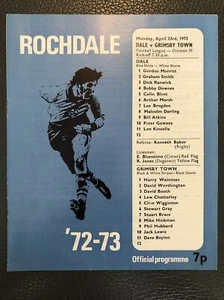 ROCHDALE
Monday, April 23rd, 1973
DALE v GRIMSBY TOWN
Football League — Division III
Kick-off 7.30 p.m.
DALE
Blue Shirts - White Shorts
1 Gordon Morritt
2 Graham Smith
3 Dick Renwick
4 Bobby Downes
5 Colin Blant
6 Arthur Marsh
7 Leo Brogden
8 Malcolm Darling
9 Bill Atkins
10 Peter Gowans
11 Len Kinsella
12
Referee: Kenneth Baker
(Rugby)
Linesmen:
E. Blunstone (Crewe) Red Flag
R. Jones (Dugeney) Yellow Flag
GRIMSBY TOWN
Black & White Stripes - Black Shorts
1 Harry Wainman
2 David Worthington
3 David Booth
4 Lew Chatterley
5 Clive Wigginton
6 Stewart Gray
7 Stuart Brace
8 Mike Hickman
9 Phil Hubbard
10 Jack Lewis
11 Dave Boylen
12
'72-73
Official programme 7p